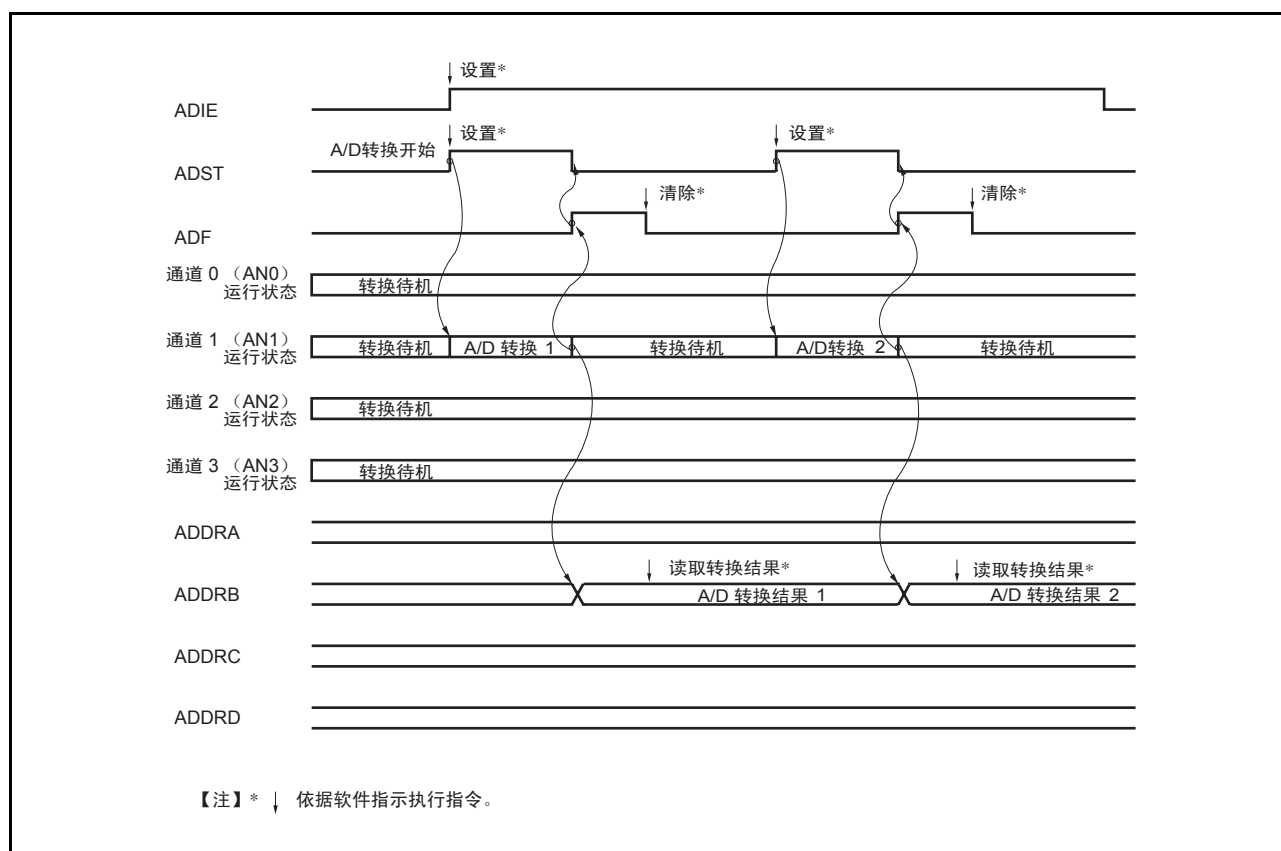 设置*
ADIE
设置*
设置*
A/D转换开始
ADST
清除*
清除*
ADF
通道 0 （AN0）
运行状态
转换待机
通道 1 （AN1）
运行状态
转换待机 A/D 转换 1 转换待机 A/D转换 2 转换待机
通道 2 （AN2）
运行状态
转换待机
通道 3 （AN3）
运行状态
转换待机
ADDRA
读取转换结果*
读取转换结果*
ADDRB
A/D 转换结果 1
A/D 转换结果 2
ADDRC
ADDRD
【注】* ↓ 依据软件指示执行指令。